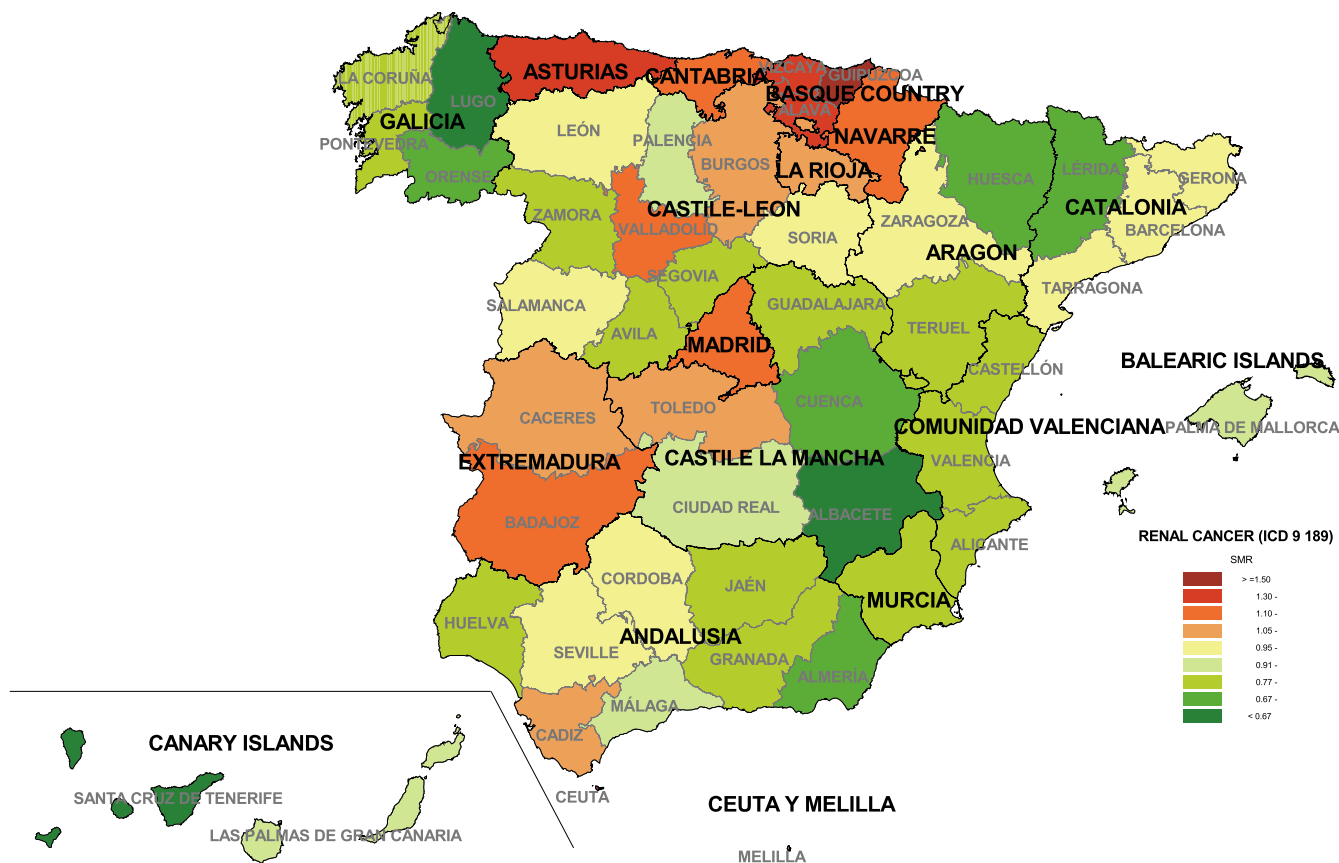 ASTURIAS
CANTABRIA
VIZCAYA
GUIPUZCOA
LA CORUÑA
BASQUE COUNTRY
LUGO
ALAVA
GALICIA
LEÓN
PALENCIA
NAVARRE
PONTEVEDRA
BURGOS
LA RIOJA
ORENSE
HUESCA
LÉRIDA
GERONA
ZAMORA
CASTILE-LEON
CATALONIA
VALLADOLID
SORIA
ZARAGOZA
BARCELONA
ARAGON
SEGOVIA
TARRAGONA
SALAMANCA
GUADALAJARA
AVILA
TERUEL
MADRID
BALEARIC ISLANDS
CASTELLÓN
CACERES
TOLEDO
CUENCA
COMUNIDAD VALENCIANA
PALMA DE MALLORCA
EXTREMADURA
CASTILE LA MANCHA
VALENCIA
CIUDAD REAL
ALBACETE
BADAJOZ
ALICANTE
RENAL CANCER (ICD 9 189)
SMR
> =1.50
1.30 -
1.10 -
1.05 -
0.95 -
0.91 -
0.77 -
0.67 -
< 0.67
CORDOBA
JAÉN
MURCIA
HUELVA
ANDALUSIA
SEVILLE
GRANADA
ALMERÍA
MÁLAGA
CADIZ
CANARY ISLANDS
SANTA CRUZ DE TENERIFE
CEUTA
CEUTA Y MELILLA
LAS PALMAS DE GRAN CANARIA
MELILLA